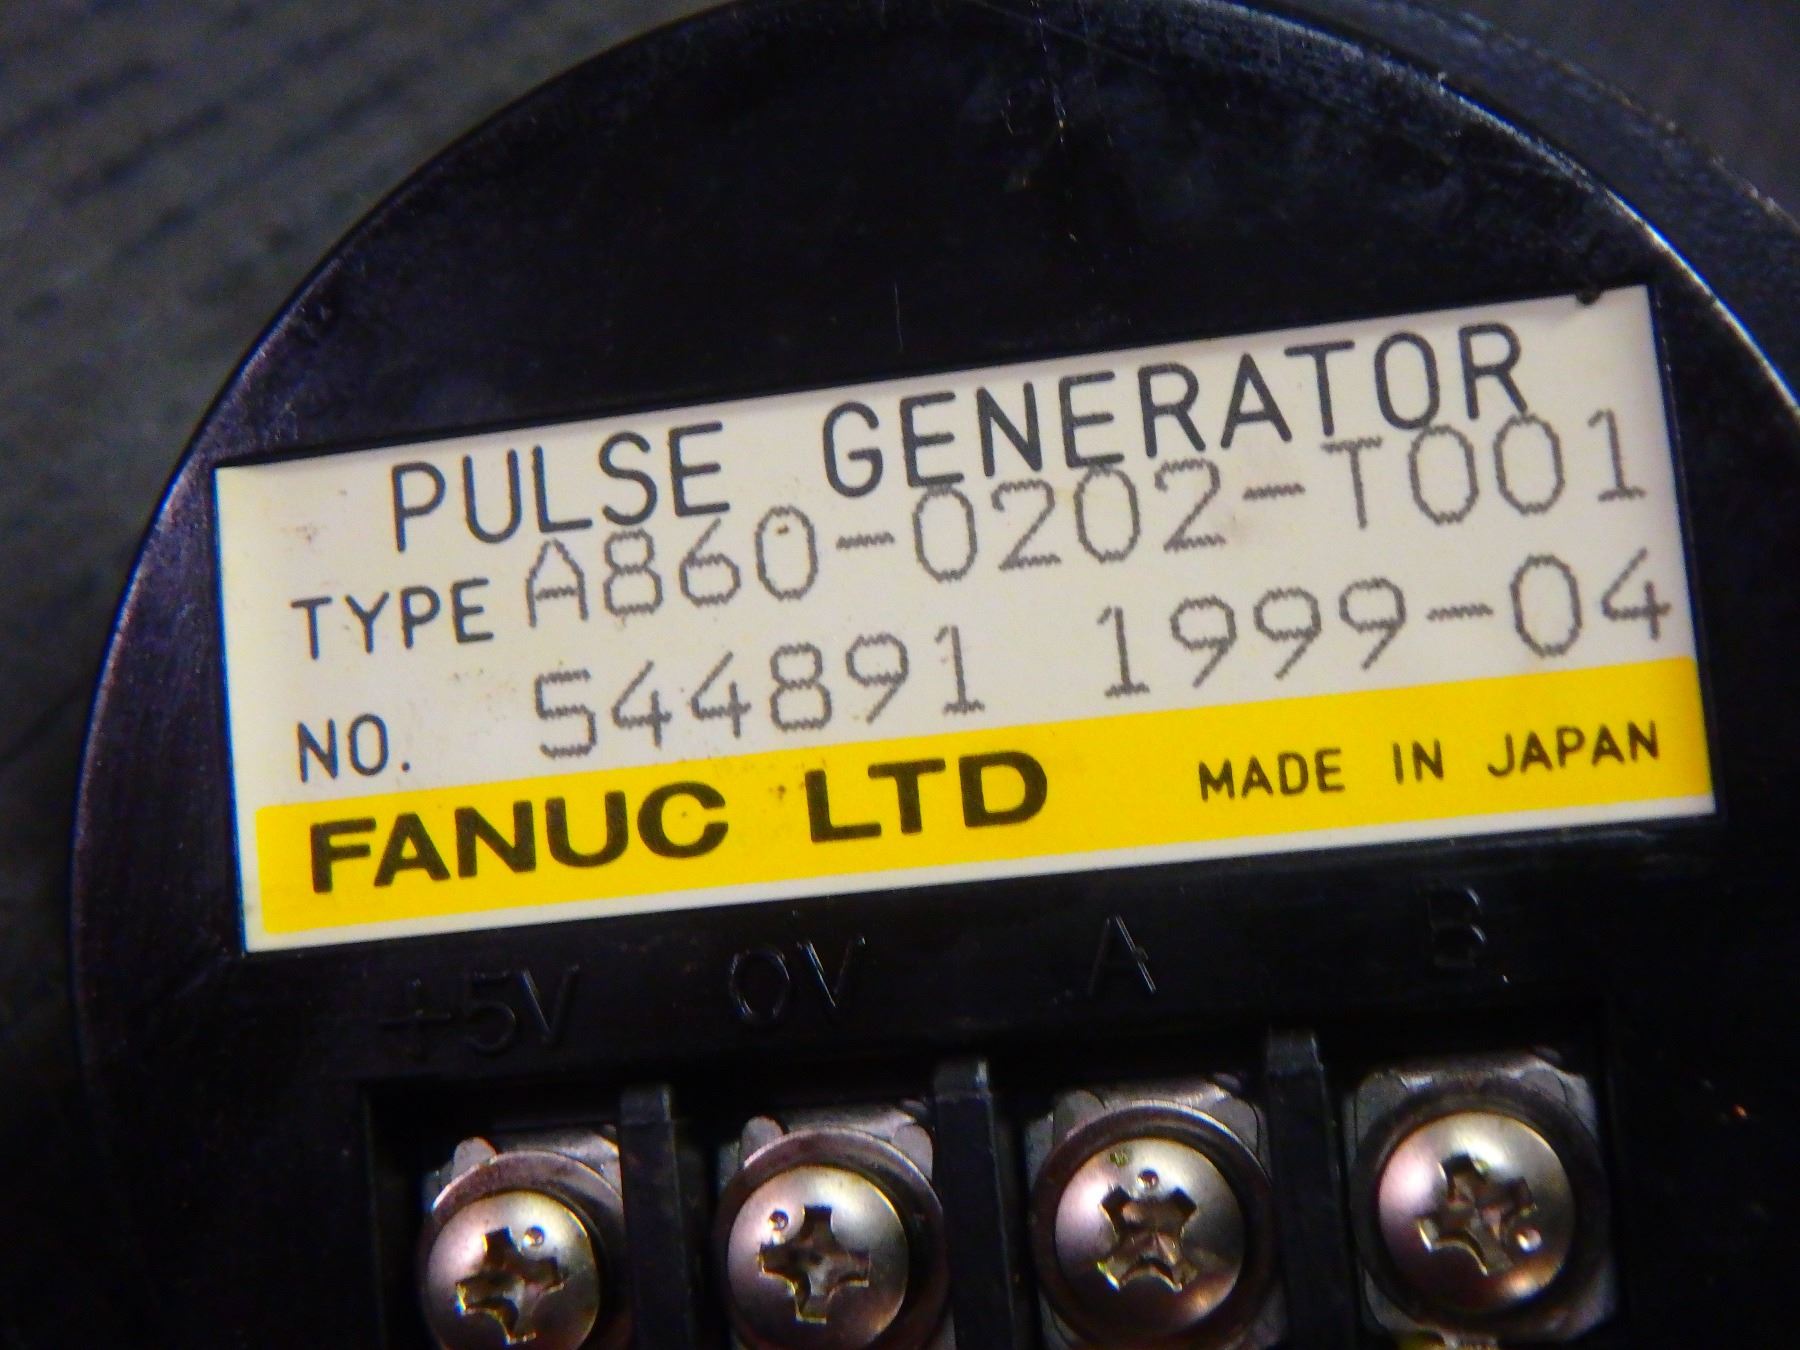 PULSE GENERATOR
TYPE A860-0202-T001
NO. 544891 1999-04
FANUC LTD MADE IN JAPAN
+5V 0V A B